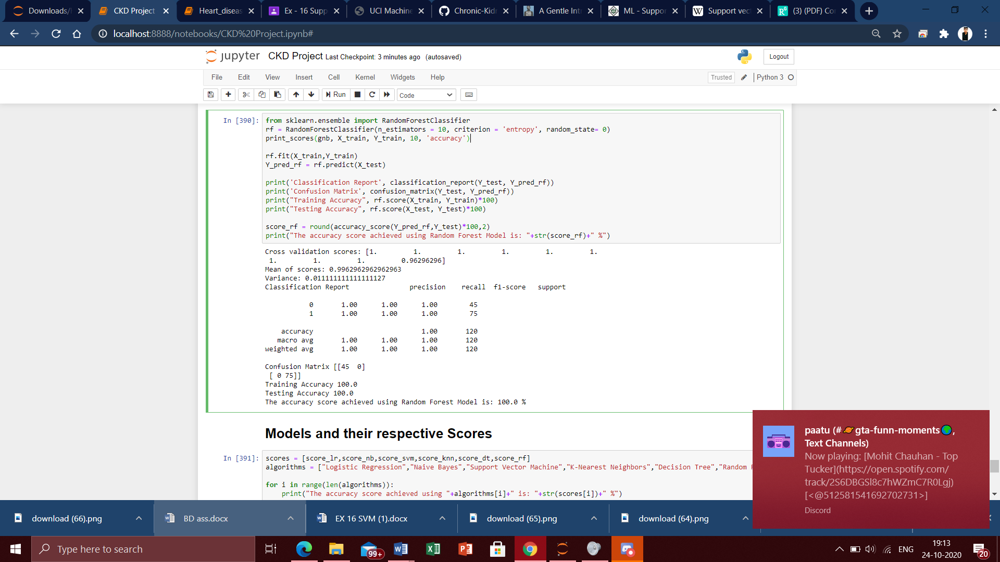 Downloads/
CKD Project
Heart_diseas
Ex - 16 Supp
UCI Machine
Chronic-Kidn
A Gentle Int
ML - Suppor
Support vect
(3) (PDF) Co
localhost:8888/notebooks/CKD%20Project.ipynb#
jupyter CKD Project Last Checkpoint: 3 minutes ago (autosaved)
Logout
File Edit View Insert Cell Kernel Widgets Help
Trusted
Python 3
Run
Code
In [390]:
from sklearn.ensemble import RandomForestClassifier
rf = RandomForestClassifier(n_estimators = 10, criterion = 'entropy', random_state= 0)
print_scores(gnb, X_train, Y_train, 10, 'accuracy')
rf.fit(X_train,Y_train)
Y_pred_rf = rf.predict(X_test)
print('Classification Report', classification_report(Y_test, Y_pred_rf))
print('Confusion Matrix', confusion_matrix(Y_test, Y_pred_rf))
print("Training Accuracy", rf.score(X_train, Y_train)*100)
print("Testing Accuracy", rf.score(X_test, Y_test)*100)
score_rf = round(accuracy_score(Y_pred_rf,Y_test)*100,2)
print("The accuracy score achieved using Random Forest Model is: "+str(score_rf)+" %")
Cross validation scores: [1. 1. 1. 1. 1. 1.
1. 1. 1. 0.96296296]
Mean of scores: 0.9962962962962963
Variance: 0.011111111111111127
Classification Report precision recall f1-score support
0 1.00 1.00 1.00 45
1 1.00 1.00 1.00 75
accuracy 1.00 120
macro avg 1.00 1.00 1.00 120
weighted avg 1.00 1.00 1.00 120
Confusion Matrix [[45 0]
[ 0 75]]
Training Accuracy 100.0
Testing Accuracy 100.0
The accuracy score achieved using Random Forest Model is: 100.0 %
Models and their respective Scores
In [391]:
scores = [score_lr,score_nb,score_svm,score_knn,score_dt,score_rf]
algorithms = ["Logistic Regression","Naive Bayes","Support Vector Machine","K-Nearest Neighbors","Decision Tree","Random
for i in range(len(algorithms)):
print("The accuracy score achieved using "+algorithms[i]+" is: "+str(scores[i])+" %")
paatu (#🪐gta-funn-moments🌍,
Text Channels)
Now playing: [Mohit Chauhan - Top
Tucker](https://open.spotify.com/
track/2S6DBGSl8c7hWZmC7R0Lgj)
[<@512581541692702731>]
Discord
download (66).png
BD ass.docx
EX 16 SVM (1).docx
download (65).png
download (64).png
Type here to search
99+
ENG
19:13
24-10-2020
20